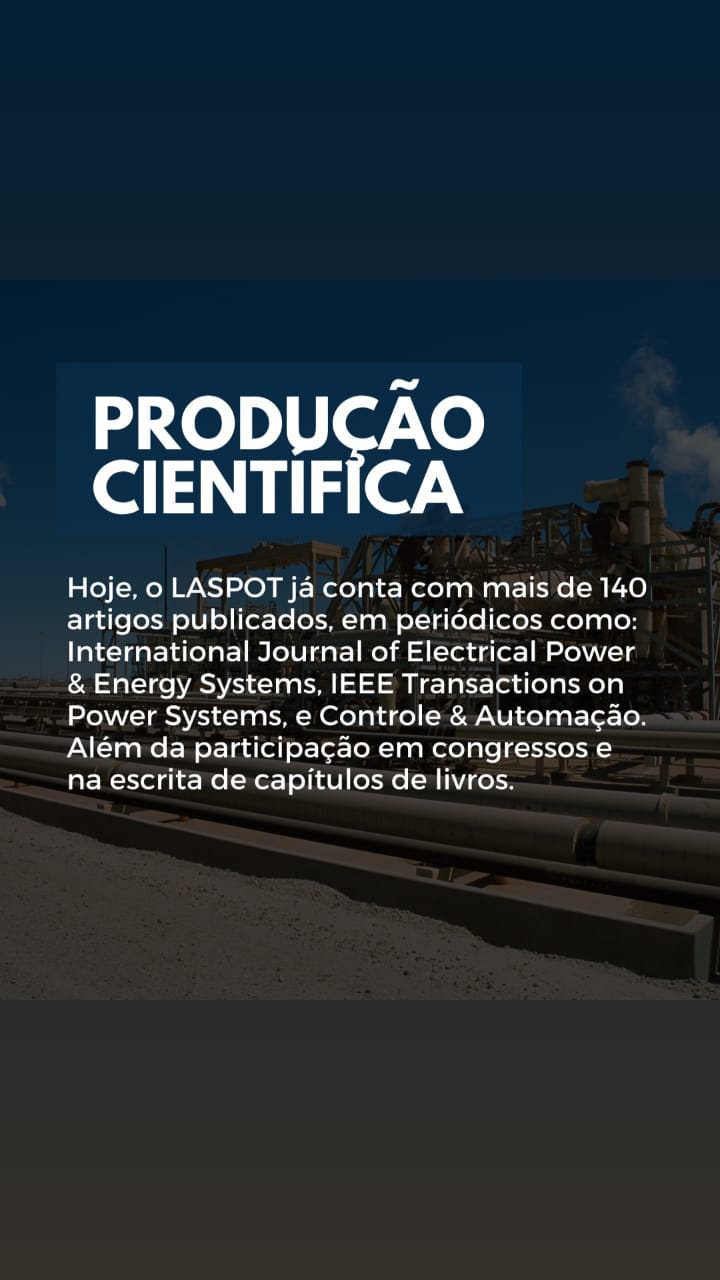 PRODUÇÃO
CIENTÍFICA
Hoje, o LASPOT já conta com mais de 140
artigos publicados, em periódicos como:
International Journal of Electrical Power
& Energy Systems, IEEE Transactions on
Power Systems, e Controle & Automação.
Além da participação em congressos e
na escrita de capítulos de livros.